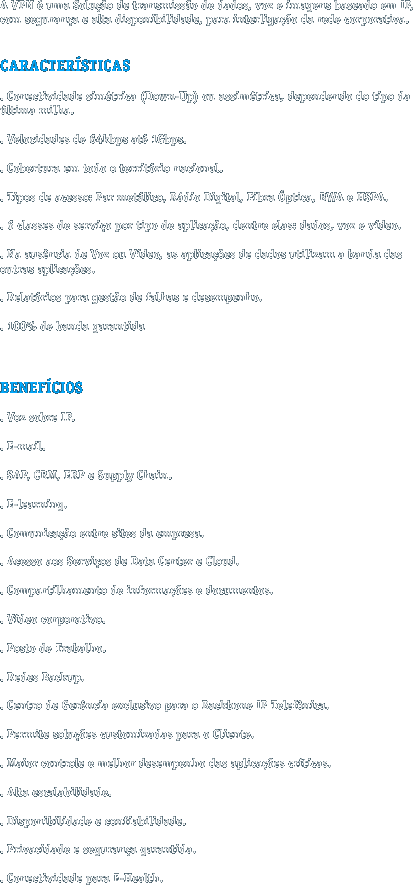 A VPN é uma Solução de transmissão de dados, voz e imagens baseado em IP,
com segurança e alta disponibilidade, para interligação da rede corporativa.
CARACTERÍSTICAS
. Conectividade simétrica (Down-Up) ou assimétrica, dependendo do tipo da
última milha.
. Velocidades de 64kbps até 1Gbps.
. Cobertura em todo o território nacional.
. Tipos de acesso: Par metálico, Rádio Digital, Fibra Óptica, FWA e HSPA.
. classes de serviço por tipo de aplicação, dentre elas: dados, voz e vídeo.
. Na ausência de Voz ou Vídeo, as aplicações de dados utilizam a banda das
outras aplicações.
. Relatórios para gestão de falhas e desempenho.
. 100% de banda garantida
BENEFÍCIOS
. Voz sobre IP.
. E-mail.
. SAP, CRM, ERP e Supply Chain.
. E-learning.
. Comunicação entre sites da empresa.
. Acesso aos Serviços de Data Center e Cloud.
. Compartilhamento de informações e documentos.
. Vídeo corporativo.
. Posto de Trabalho.
. Redes Backup.
. Centro de Gerência exclusivo para o Backbone IP Telefônica.
. Permite soluções customizadas para o Cliente.
. Maior controle e melhor desempenho das aplicações críticas.
. Alta escalabilidade.
. Disponibilidade e confiabilidade.
. Privacidade e segurança garantida.
. Conectividade para E-Health.